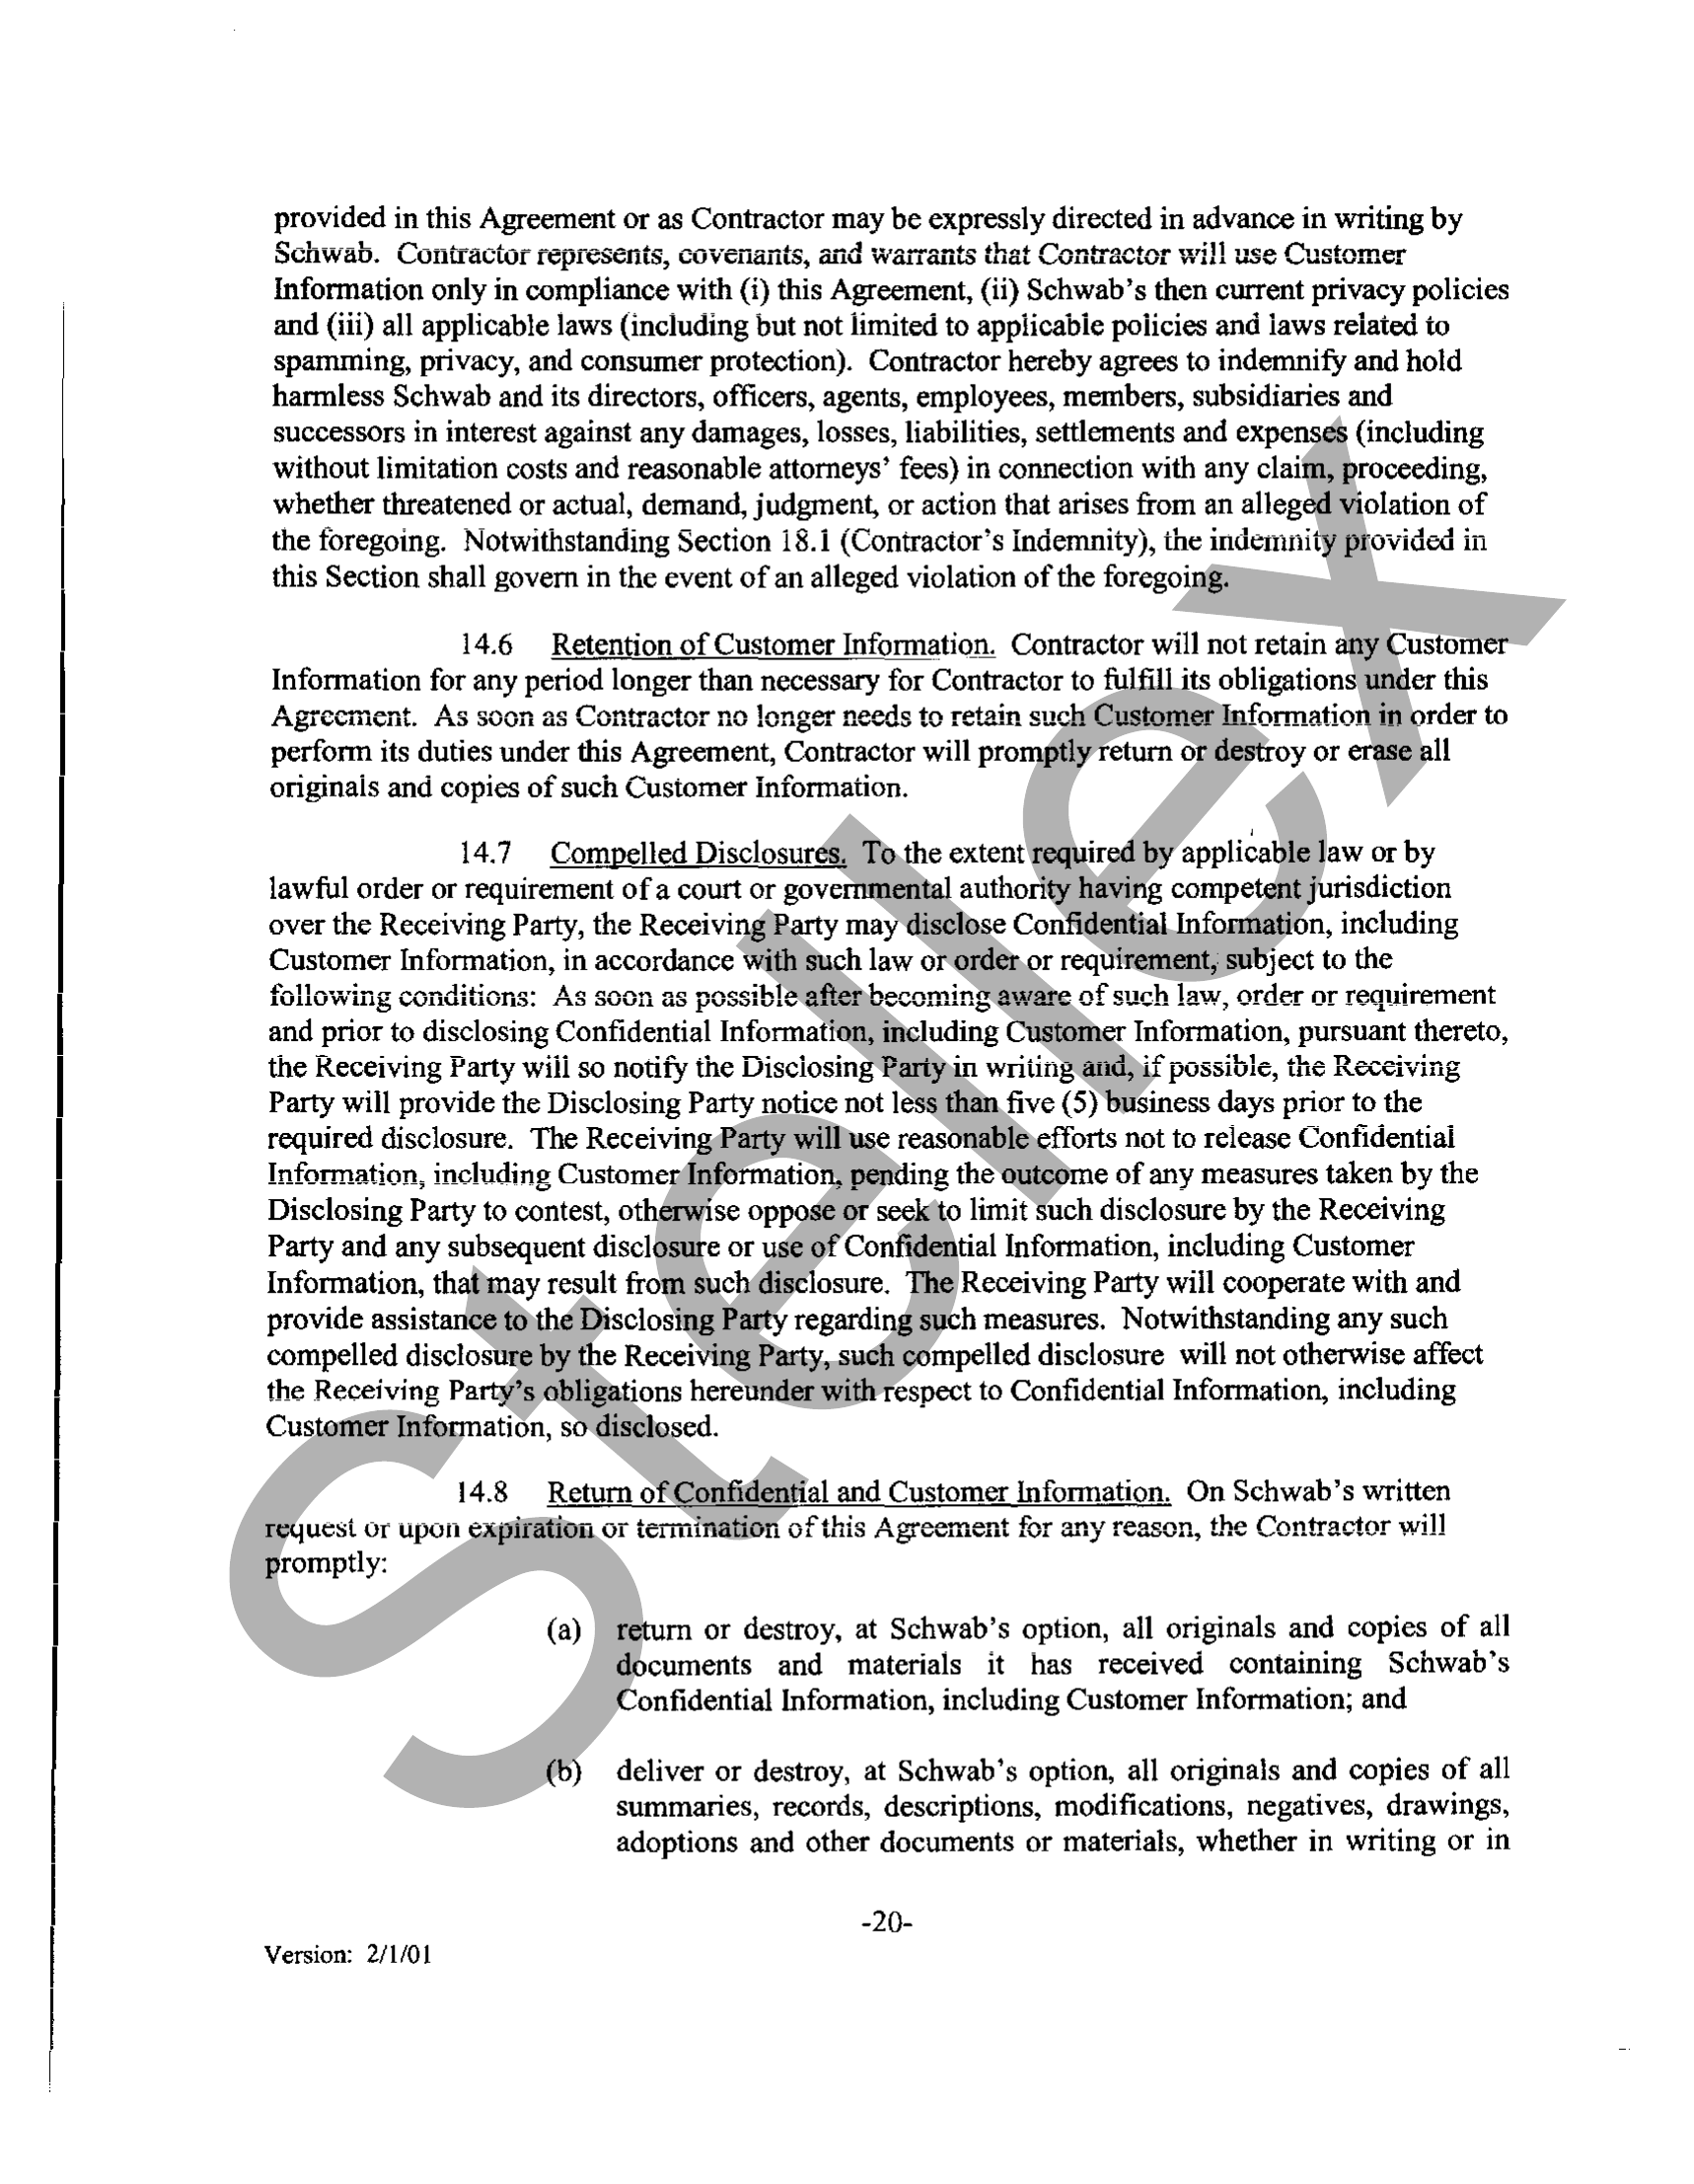 provided in this Agreement or as Contractor may be expressly directed in advance in writing by
Schwab.  Contractor represents, covenants, and warrants that Contractor will use Customer
Information only in compliance with (i) this Agreement, (ii) Schwab's then current privacy policies
and (iii) all applicable laws (including but not limited to applicable policies and laws related to
spamming, privacy, and consumer protection).  Contractor hereby agrees to indemnify and hold
harmless Schwab and its directors, officers, agents, employees, members, subsidiaries and
successors in interest against any damages, losses, liabilities, settlements and expenses (including
without limitation costs and reasonable attorneys' fees) in connection with any claim, proceeding,
whether threatened or actual, demand, judgment, or action that arises from an alleged violation of
the foregoing.  Notwithstanding Section 18.1 (Contractor's Indemnity), the indemnity provided in
this Section shall govern in the event of an alleged violation of the foregoing.
14.6 Retention of Customer Information.  Contractor will not retain any Customer
Information for any period longer than necessary for Contractor to fulfill its obligations under this
Agreement.  As soon as Contractor no longer needs to retain such Customer Information in order to
perform its duties under this Agreement, Contractor will promptly return or destroy or erase all
originals and copies of such Customer Information.
14.7 Compelled Disclosures.  To the extent required by applicable law or by
lawful order or requirement of a court or governmental authority having competent jurisdiction
over the Receiving Party, the Receiving Party may disclose Confidential Information, including
Customer Information, in accordance with such law or order or requirement, subject to the
following conditions:  As soon as possible after becoming aware of such law, order or requirement
and prior to disclosing Confidential Information, including Customer Information, pursuant thereto,
the Receiving Party will so notify the Disclosing Party in writing and, if possible, the Receiving
Party will provide the Disclosing Party notice not less than five (5) business days prior to the
required disclosure.  The Receiving Party will use reasonable efforts not to release Confidential
Information, including Customer Information, pending the outcome of any measures taken by the
Disclosing Party to contest, otherwise oppose or seek to limit such disclosure by the Receiving
Party and any subsequent disclosure or use of Confidential Information, including Customer
Information, that may result from such disclosure.  The Receiving Party will cooperate with and
provide assistance to the Disclosing Party regarding such measures.  Notwithstanding any such
compelled disclosure by the Receiving Party, such compelled disclosure  will not otherwise affect
the Receiving Party's obligations hereunder with respect to Confidential Information, including
Customer Information, so disclosed.
14.8 Return of Confidential and Customer Information.  On Schwab's written
request or upon expiration or termination of this Agreement for any reason, the Contractor will
promptly:
(a) return or destroy, at Schwab's option, all originals and copies of all
documents and materials it has received containing Schwab's
Confidential Information, including Customer Information; and
(b) deliver or destroy, at Schwab's option, all originals and copies of all
summaries, records, descriptions, modifications, negatives, drawings,
adoptions and other documents or materials, whether in writing or in
-20-
Version:  2/1/01
Stellex